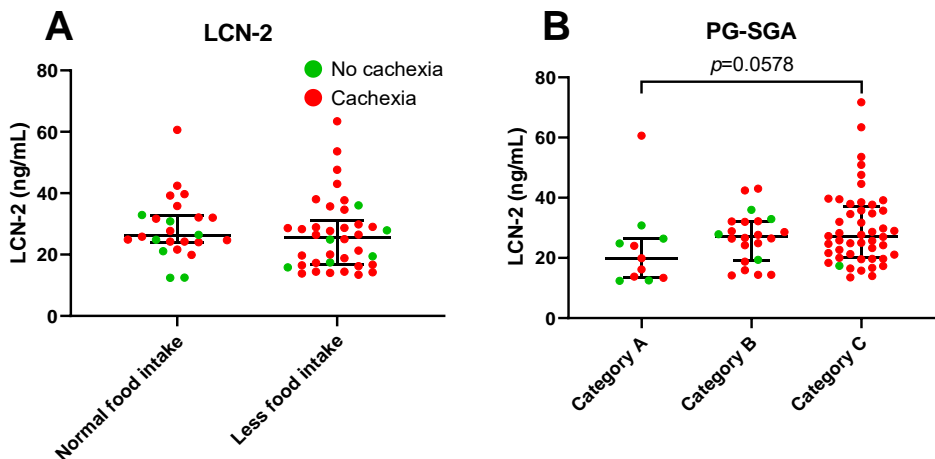 A
LCN-2
No cachexia
Cachexia
LCN-2 (ng/mL)
80
60
40
20
0
Normal food intake
Less food intake
B
PG-SGA
p=0.0578
LCN-2 (ng/mL)
80
60
40
20
0
Category A
Category B
Category C